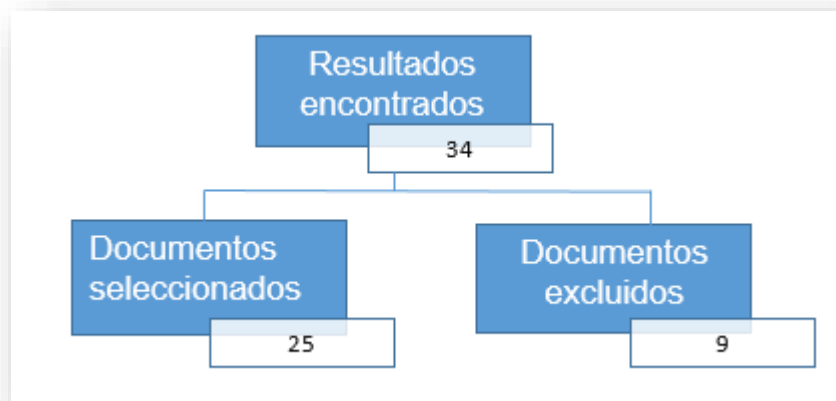 Resultados
encontrados
34
Documentos
seleccionados
25
Documentos
excluidos
9